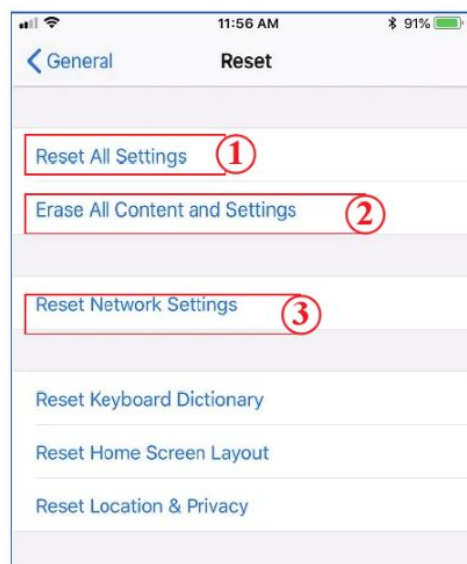 11:56 AM 91%
General Reset
Reset All Settings 1
Erase All Content and Settings 2
Reset Network Settings 3
Reset Keyboard Dictionary
Reset Home Screen Layout
Reset Location & Privacy